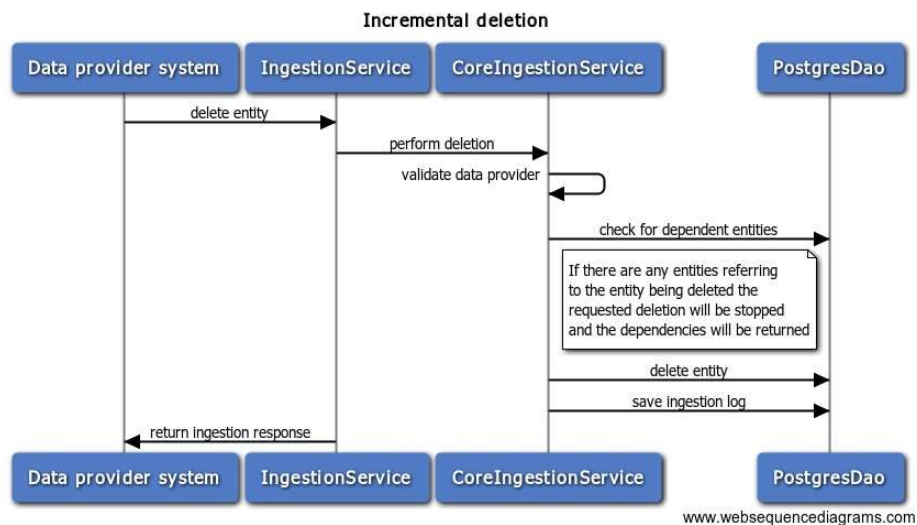 Incremental deletion
Data provider system
IngestionService
CoreIngestionService
PostgresDao
delete entity
perform deletion
validate data provider
check for dependent entities
If there are any entities referring
to the entity being deleted the
requested deletion will be stopped
and the dependencies will be returned
delete entity
save ingestion log
return ingestion response
Data provider system
IngestionService
CoreIngestionService
PostgresDao
www.websequencediagrams.com